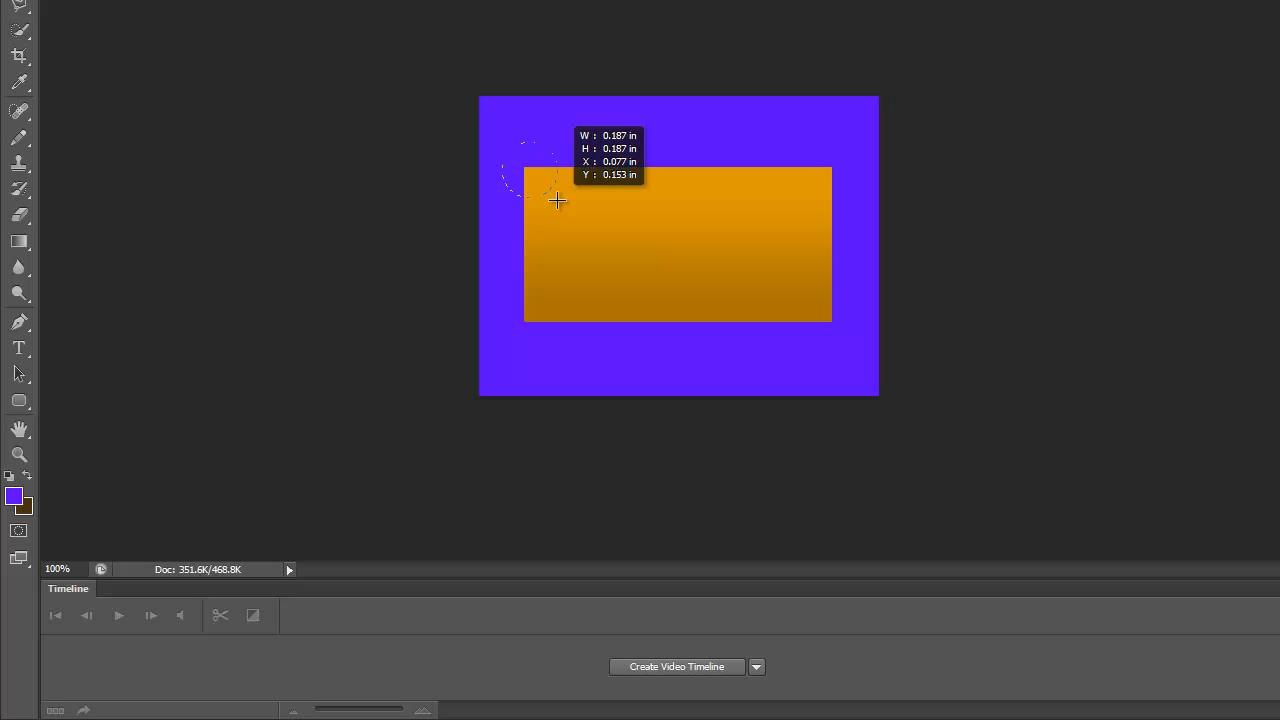 W : 0.187 in
H : 0.187 in
X : 0.077 in
Y : 0.153 in
T
100%
Doc: 351.6K/468.8K
Timeline
Create Video Timeline